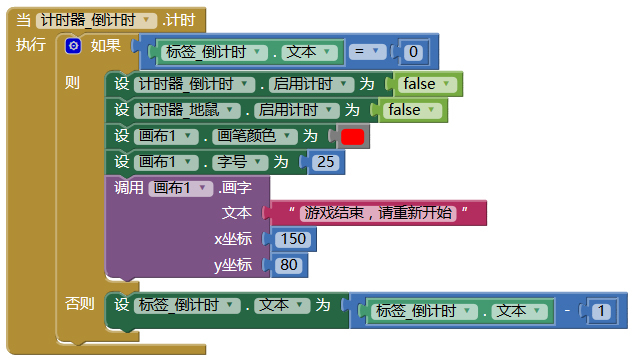 当 计时器_倒计时 .计时
执行 如果 标签_倒计时 . 文本 = 0
则 设 计时器_倒计时 . 启用计时 为 false
设 计时器_地鼠 . 启用计时 为 false
设 画布1 . 画笔颜色 为
设 画布1 . 字号 为 25
调用 画布1 .画字
文本 “ 游戏结束，请重新开始 ”
x坐标 150
y坐标 80
否则 设 标签_倒计时 . 文本 为 标签_倒计时 . 文本 - 1